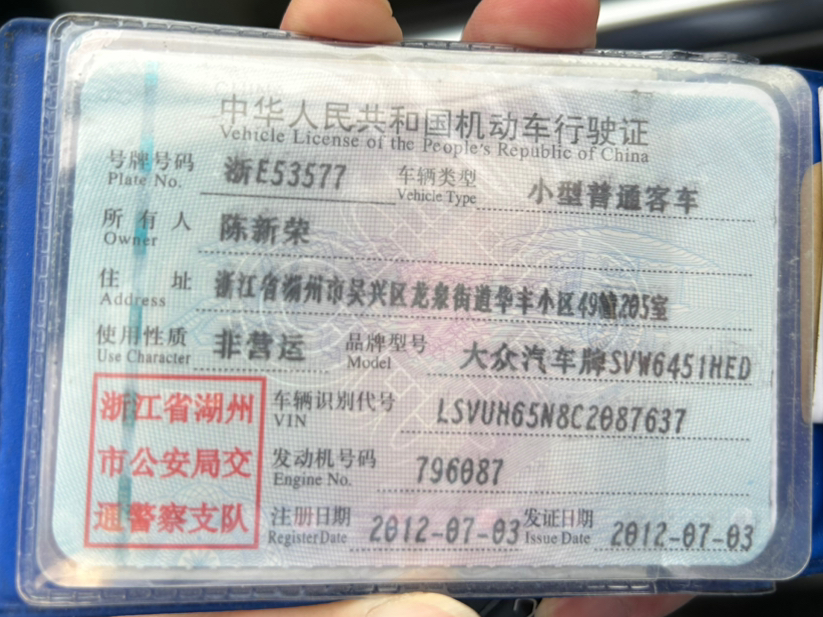 中华人民共和国机动车行驶证
Vehicle License of the People's Republic of China
号牌号码 浙E53577 车辆类型 小型普通客车
Plate No. Vehicle Type
所有人 陈新荣
Owner
住址 浙江省湖州市吴兴区龙泉街道华丰小区49幢205室
Address
使用性质 非营运 品牌型号 大众汽车牌SVW6451HED
Use Character Model
浙江省湖州
市公安局交
通警察支队
车辆识别代号 LSVUH65N8C2087637
VIN
发动机号码 796087
Engine No.
注册日期 2012-07-03 发证日期 2012-07-03
Register Date Issue Date